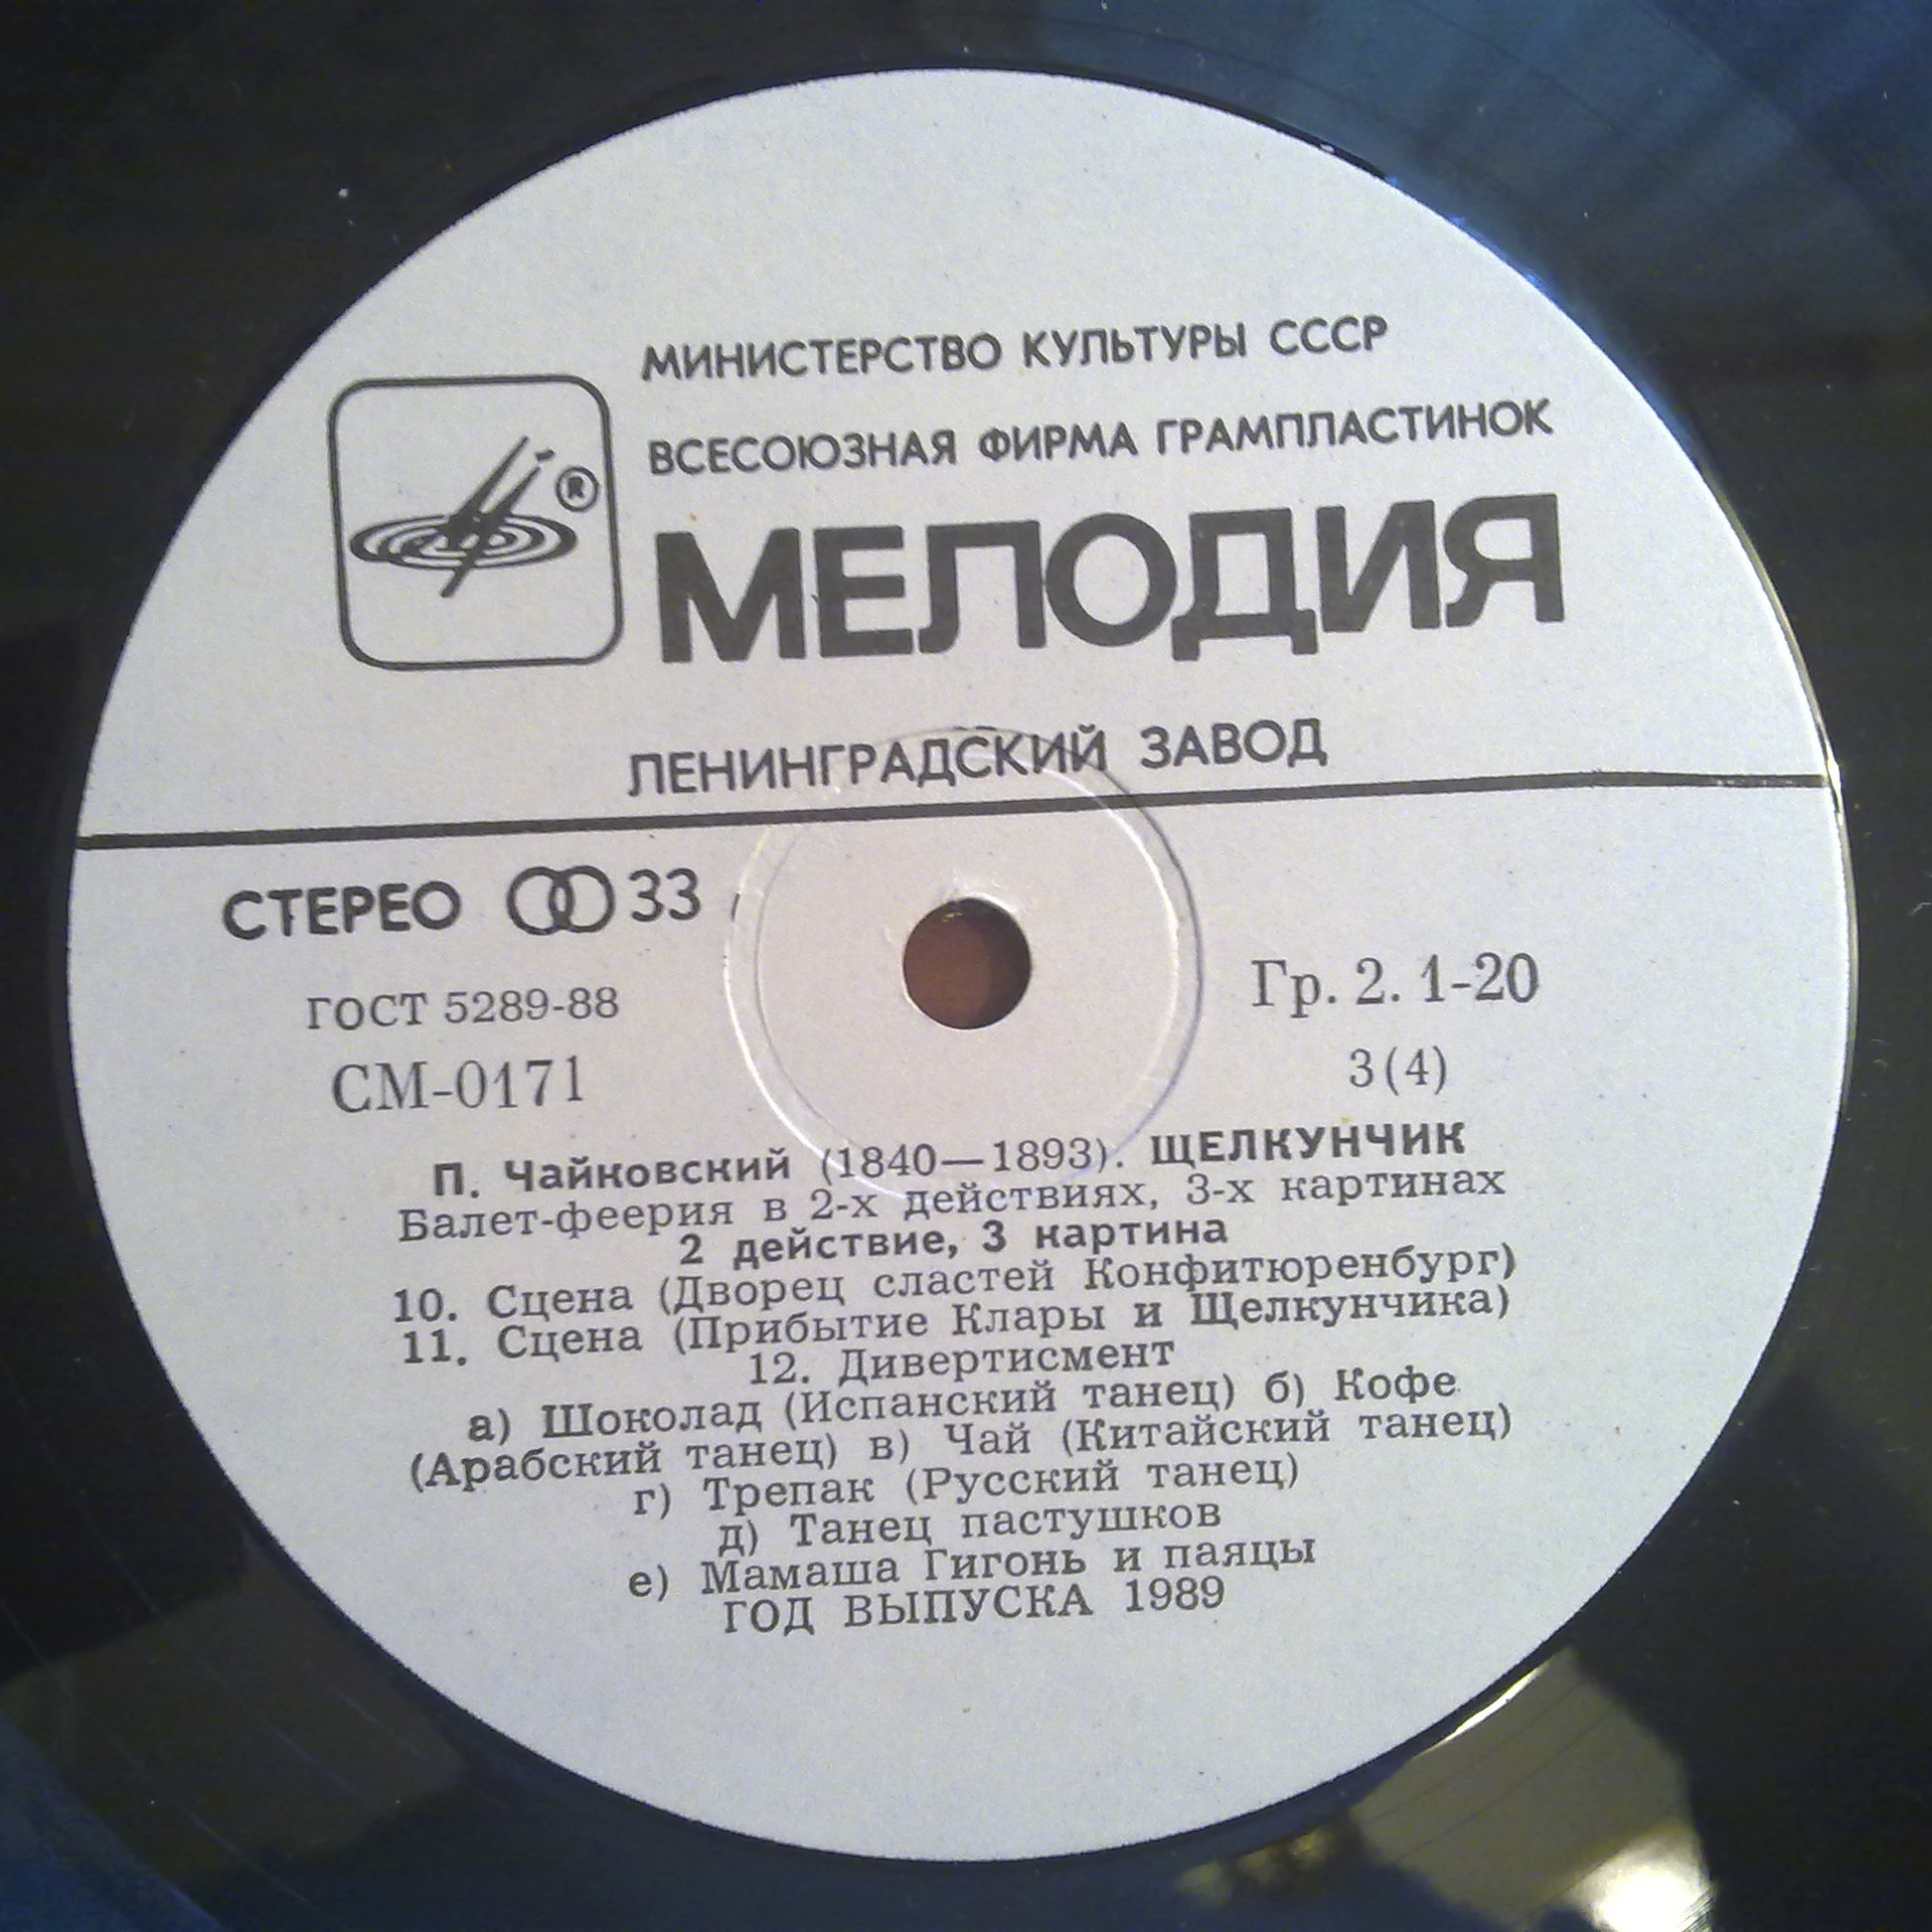 МИНИСТЕРСТВО КУЛЬТУРЫ СССР
ВСЕСОЮЗНАЯ ФИРМА ГРАМПЛАСТИНОК
®
МЕЛОДИЯ
ЛЕНИНГРАДСКИЙ ЗАВОД
СТЕРЕО 33
ГОСТ 5289-88
Гр. 2. 1-20
СМ-0171
3(4)
П. Чайковский (1840—1893). ЩЕЛКУНЧИК
Балет-феерия в 2-х действиях, 3-х картинах
2 действие, 3 картина
10. Сцена (Дворец сластей Конфитюренбург)
11. Сцена (Прибытие Клары и Щелкунчика)
12. Дивертисмент
а) Шоколад (Испанский танец) б) Кофе
(Арабский танец) в) Чай (Китайский танец)
г) Трепак (Русский танец)
д) Танец пастушков
е) Мамаша Гигонь и паяцы
ГОД ВЫПУСКА 1989